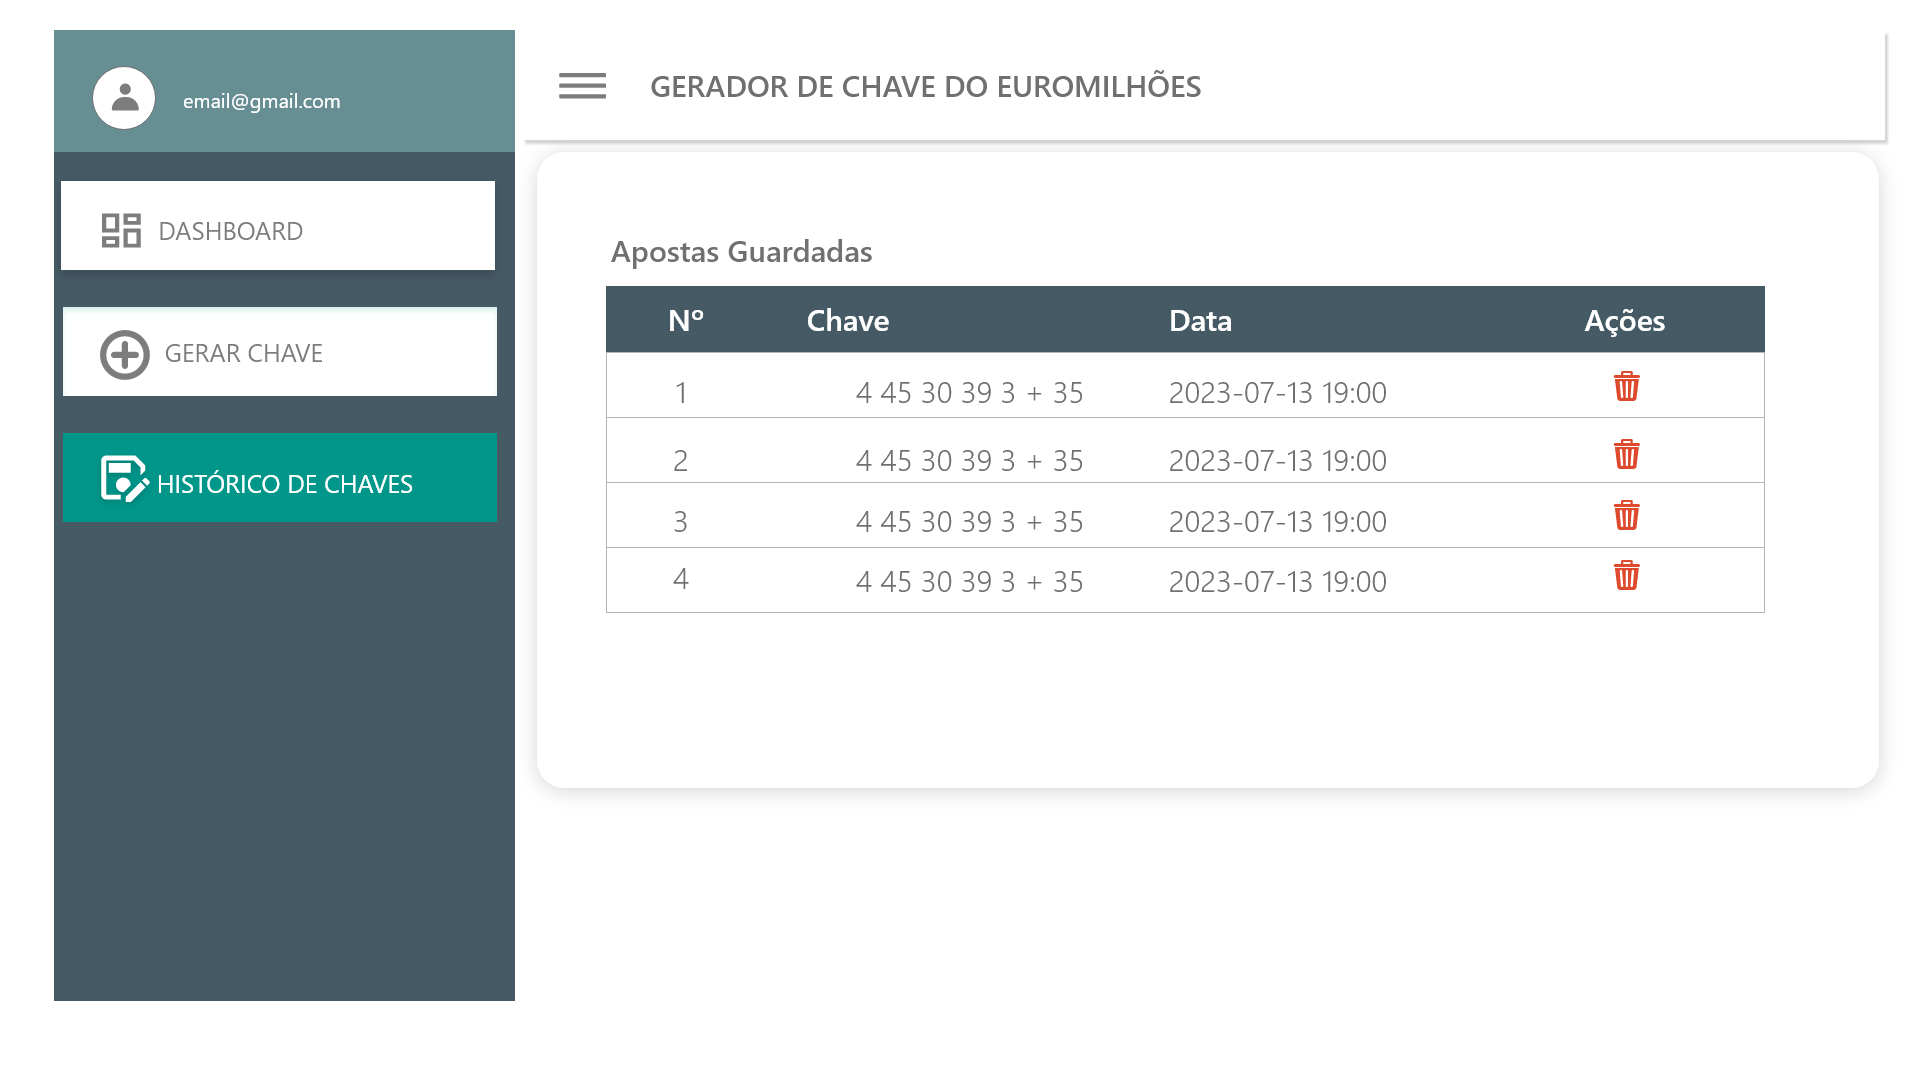 email@gmail.com
GERADOR DE CHAVE DO EUROMILHÕES
DASHBOARD
GERAR CHAVE
HISTÓRICO DE CHAVES
Apostas Guardadas
Nº Chave Data Ações
1 4 45 30 39 3 + 35 2023-07-13 19:00
2 4 45 30 39 3 + 35 2023-07-13 19:00
3 4 45 30 39 3 + 35 2023-07-13 19:00
4 4 45 30 39 3 + 35 2023-07-13 19:00